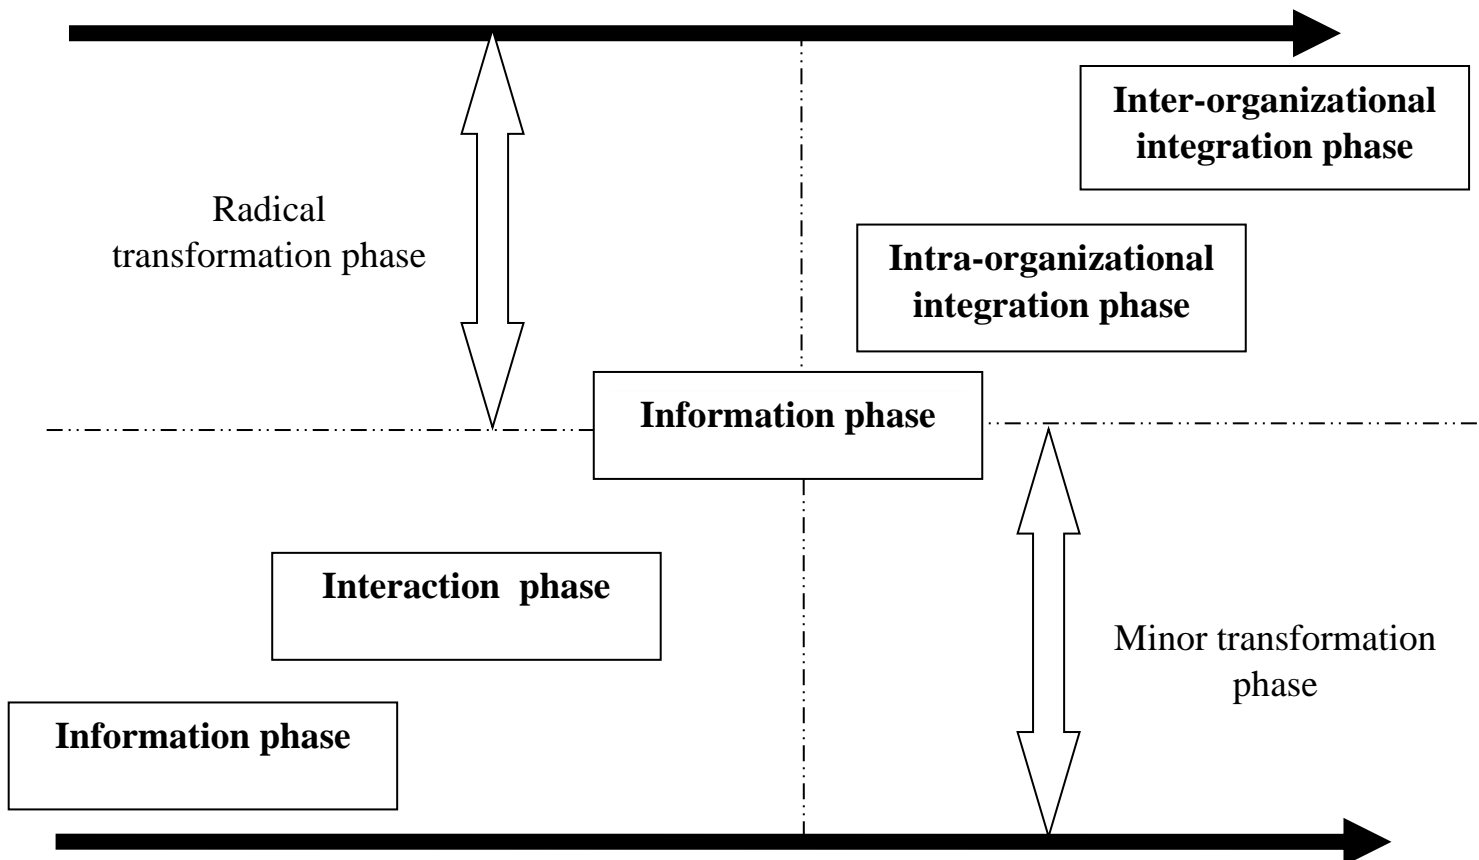 Inter-organizational
integration phase
Radical
transformation phase
Intra-organizational
integration phase
Information phase
Interaction  phase
Minor transformation
phase
Information phase